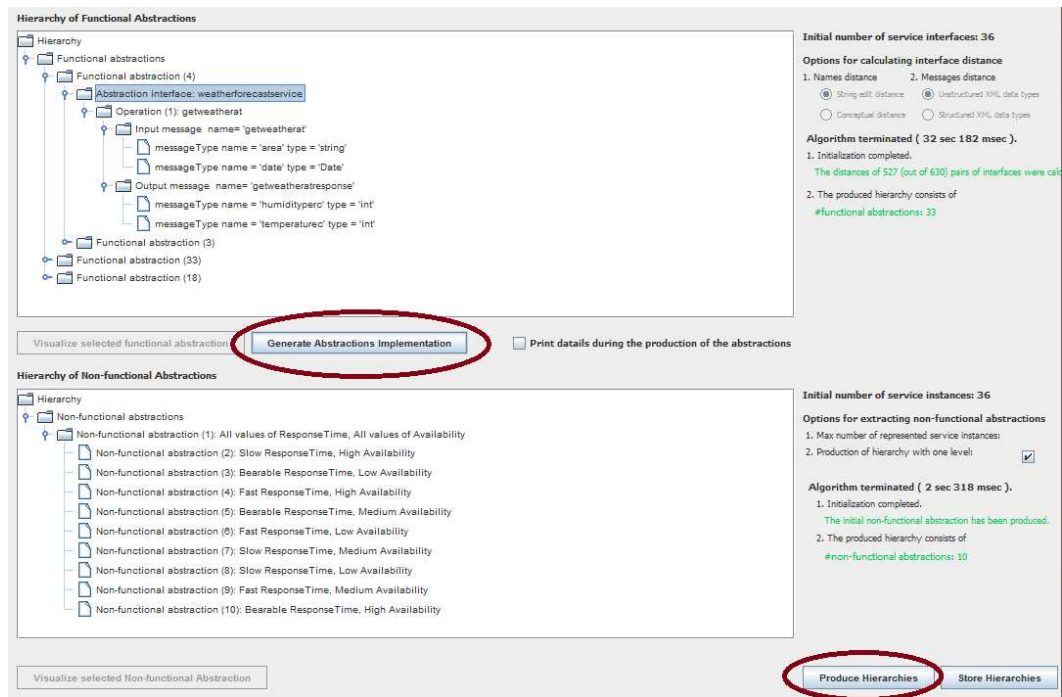 Hierarchy of Functional Abstractions
Hierarchy
Functional abstractions
Functional abstraction (4)
Abstraction interface: weatherforecastservice
Operation (1): getweatherat
Input message name= 'getweatherat'
messageType name = 'area' type = 'string'
messageType name = 'date' type = 'Date'
Output message name= 'getweatheratresponse'
messageType name = 'humidityperc' type = 'int'
messageType name = 'temperaturec' type = 'int'
Functional abstraction (3)
Functional abstraction (33)
Functional abstraction (18)
Initial number of service interfaces: 36
Options for calculating interface distance
1. Names distance 2. Messages distance
String edit distance Unstructured XML data types
Conceptual distance Structured XML data types
Algorithm terminated ( 32 sec 182 msec ).
1. Initialization completed.
The distances of 527 (out of 630) pairs of interfaces were calc
2. The produced hierarchy consists of
#functional abstractions: 33
Visualize selected functional abstraction Generate Abstractions Implementation Print datails during the production of the abstractions
Hierarchy of Non-functional Abstractions
Hierarchy
Non-functional abstractions
Non-functional abstraction (1): All values of ResponseTime, All values of Availability
Non-functional abstraction (2): Slow ResponseTime, High Availability
Non-functional abstraction (3): Bearable ResponseTime, Low Availability
Non-functional abstraction (4): Fast ResponseTime, High Availability
Non-functional abstraction (5): Bearable ResponseTime, Medium Availability
Non-functional abstraction (6): Fast ResponseTime, Low Availability
Non-functional abstraction (7): Slow ResponseTime, Medium Availability
Non-functional abstraction (8): Slow ResponseTime, Low Availability
Non-functional abstraction (9): Fast ResponseTime, Medium Availability
Non-functional abstraction (10): Bearable ResponseTime, High Availability
Initial number of service instances: 36
Options for extracting non-functional abstractions
1. Max number of represented service instances:
2. Production of hierarchy with one level:
Algorithm terminated ( 2 sec 318 msec ).
1. Initialization completed.
The initial non-functional abstraction has been produced.
2. The produced hierarchy consists of
#non-functional abstractions: 10
Visualize selected Non-functional Abstraction Produce Hierarchies Store Hierarchies